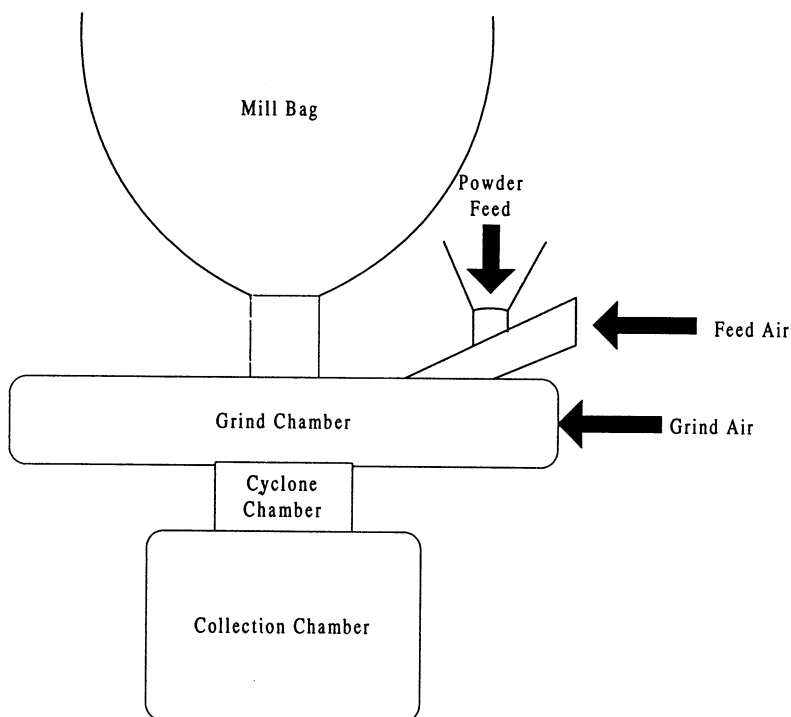 Mill Bag
Powder
Feed
Feed Air
Grind Chamber
Grind Air
Cyclone
Chamber
Collection Chamber